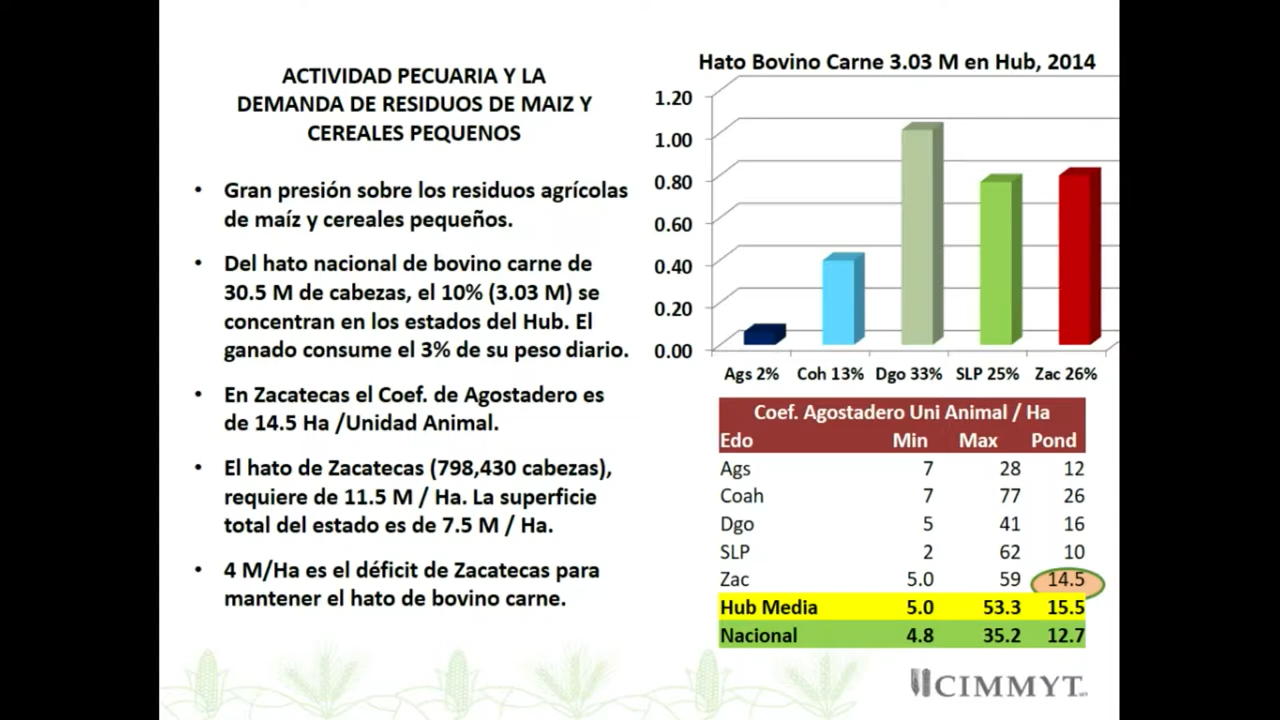 ACTIVIDAD PECUARIA Y LA
DEMANDA DE RESIDUOS DE MAIZ Y
CEREALES PEQUENOS
• Gran presión sobre los residuos agrícolas
de maíz y cereales pequeños.
• Del hato nacional de bovino carne de
30.5 M de cabezas, el 10% (3.03 M) se
concentran en los estados del Hub. El
ganado consume el 3% de su peso diario.
• En Zacatecas el Coef. de Agostadero es
de 14.5 Ha /Unidad Animal.
• El hato de Zacatecas (798,430 cabezas),
requiere de 11.5 M / Ha. La superficie
total del estado es de 7.5 M / Ha.
• 4 M/Ha es el déficit de Zacatecas para
mantener el hato de bovino carne.
Hato Bovino Carne 3.03 M en Hub, 2014
1.20
1.00
0.80
0.60
0.40
0.20
0.00
Ags 2% Coh 13% Dgo 33% SLP 25% Zac 26%
Coef. Agostadero Uni Animal / Ha
Edo Min Max Pond
Ags 7 28 12
Coah 7 77 26
Dgo 5 41 16
SLP 2 62 10
Zac 5.0 59 14.5
Hub Media 5.0 53.3 15.5
Nacional 4.8 35.2 12.7
CIMMYT